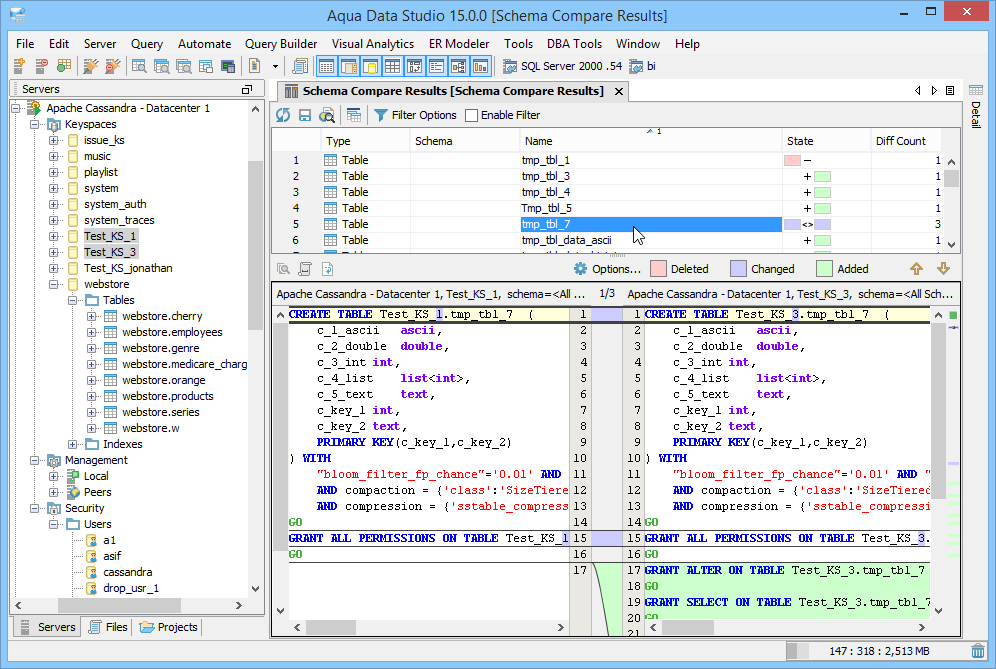 Aqua Data Studio 15.0.0 [Schema Compare Results]
File Edit Server Query Automate Query Builder Visual Analytics ER Modeler Tools DBA Tools Window Help
SQL Server 2000 .54 bi
Servers
Apache Cassandra - Datacenter 1
Keyspaces
issue_ks
music
playlist
system
system_auth
system_traces
Test_KS_1
Test_KS_3
Test_KS_jonathan
webstore
Tables
webstore.cherry
webstore.employees
webstore.genre
webstore.medicare_charg
webstore.orange
webstore.products
webstore.series
webstore.w
Indexes
Management
Local
Peers
Security
Users
a1
asif
cassandra
drop_usr_1
Servers Files Projects
Schema Compare Results [Schema Compare Results]
Detail
Filter Options Enable Filter
Type Schema Name 1 State Diff Count
1 Table tmp_tbl_1 − 1
2 Table tmp_tbl_3 + 1
3 Table tmp_tbl_4 + 1
4 Table Tmp_tbl_5 + 1
5 Table tmp_tbl_7 <> 3
6 Table tmp_tbl_data_ascii + 1
Options... Deleted Changed Added
Apache Cassandra - Datacenter 1, Test_KS_1, schema=<All ... 1/3 Apache Cassandra - Datacenter 1, Test_KS_3, schema=<All Sch...
CREATE TABLE Test_KS_1.tmp_tbl_7 ( 1
c_1_ascii ascii, 2
c_2_double double, 3
c_3_int int, 4
c_4_list list<int>, 5
c_5_text text, 6
c_key_1 int, 7
c_key_2 text, 8
PRIMARY KEY(c_key_1,c_key_2) 9
) WITH 10
"bloom_filter_fp_chance"='0.01' AND 11
AND compaction = {'class':'SizeTiere 12
AND compression = {'sstable_compress 13
GO 14
GRANT ALL PERMISSIONS ON TABLE Test_KS_1 15
GO 16
17
1 CREATE TABLE Test_KS_3.tmp_tbl_7 (
2 c_1_ascii ascii,
3 c_2_double double,
4 c_3_int int,
5 c_4_list list<int>,
6 c_5_text text,
7 c_key_1 int,
8 c_key_2 text,
9 PRIMARY KEY(c_key_1,c_key_2)
10 ) WITH
11 "bloom_filter_fp_chance"='0.01' AND "
12 AND compaction = {'class':'SizeTiered
13 AND compression = {'sstable_compressi
14 GO
15 GRANT ALL PERMISSIONS ON TABLE Test_KS_3.
16 GO
17 GRANT ALTER ON TABLE Test_KS_3.tmp_tbl_7
18 GO
19 GRANT SELECT ON TABLE Test_KS_3.tmp_tbl_7
20 GO
21
147 : 318 : 2,513 MB